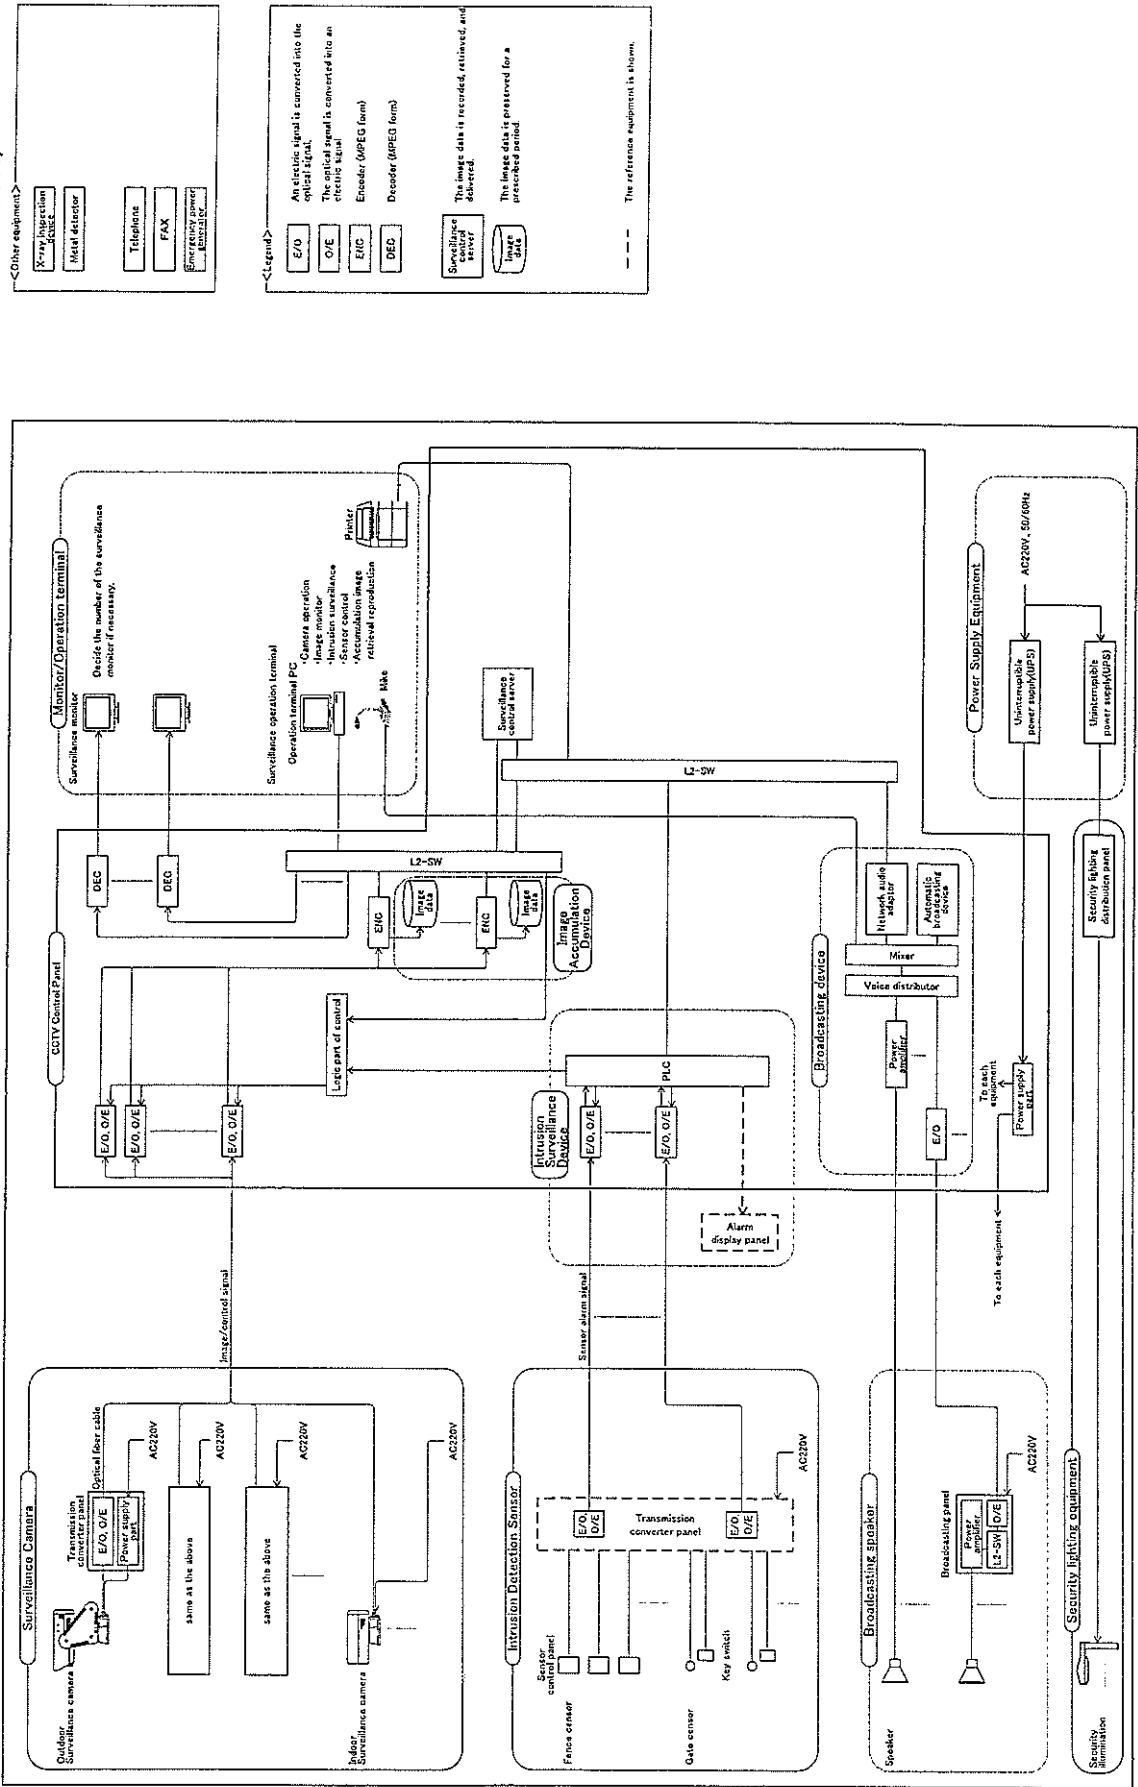 <Other equipment>
X-ray inspection
device
Metal detector
Telephone
FAX
Emergency power
generator
<Legend>
E/O
An electric signal is converted into the
optical signal.
O/E
The optical signal is converted into an
electric signal
ENC
Encoder (MPEG form)
DEC
Decoder (MPEG form)
Surveillance
control
server
The image data is recorded, retrieved, and
delivered.
Image
data
The image data is preserved for a
prescribed period.
The reference equipment is shown.
Surveillance Camera
Outdoor
Surveillance camera
Transmission
converter panel
E/O, O/E
Power supply
part
Optical fiber cable
AC220V
same as the above
AC220V
same as the above
AC220V
Indoor
Surveillance camera
AC220V
Image/control signal
CCTV Control Panel
E/O, O/E
E/O, O/E
E/O, O/E
Logic part of control
DEC
DEC
L2-SW
ENC
Image
data
ENC
Image
data
Image
Accumulation
Device
Monitor/Operation terminal
Surveillance monitor
Decide the number of the surveillance
monitor if necessary.
Surveillance operation terminal
Operation terminal PC
・Camera operation
・Image monitor
・Intrusion surveillance
・Sensor control
・Accumulation image
retrieval reproduction
Mike
Printer
Surveillance
control server
L2-SW
Intrusion Detection Sensor
Sensor
control panel
Fence censor
Gate censor
Key switch
E/O,
O/E
Transmission
converter panel
E/O,
O/E
AC220V
Sensor alarm signal
Intrusion
Surveillance
Device
E/O, O/E
E/O, O/E
PLC
Alarm
display panel
Broadcasting speaker
Speaker
Broadcasting panel
Power
amplifier
L2-SW
O/E
AC220V
Broadcasting device
Power
amplifier
E/O
Voice distributor
Mixer
Network audio
adaptor
Automatic
broadcasting
device
To each equipment
To each
equipment
Power supply
part
Power Supply Equipment
Uninterruptible
power supply(UPS)
Uninterruptible
power supply(UPS)
AC220V, 50/60Hz
Security lighting equipment
Security
illumination
Security lighting
distribution panel